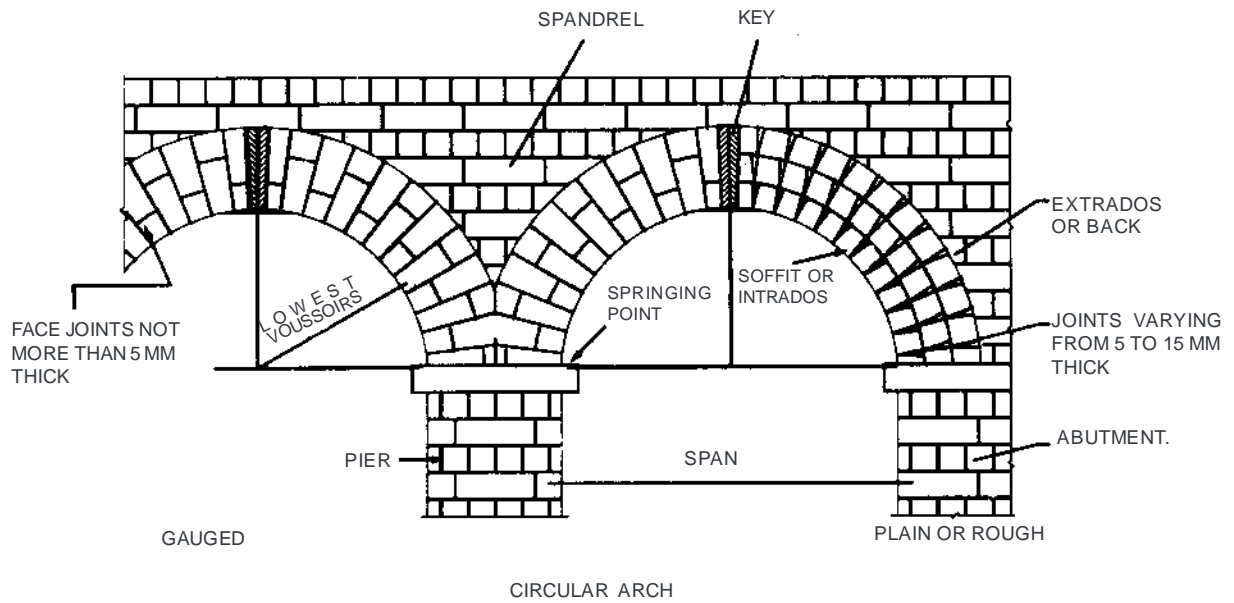 SPANDREL
KEY
EXTRADOS
OR BACK
SOFFIT OR
INTRADOS
SPRINGING
POINT
LOWEST
VOUSSOIRS
FACE JOINTS NOT
MORE THAN 5 MM
THICK
JOINTS VARYING
FROM 5 TO 15 MM
THICK
ABUTMENT.
PIER
SPAN
GAUGED
PLAIN OR ROUGH
CIRCULAR ARCH